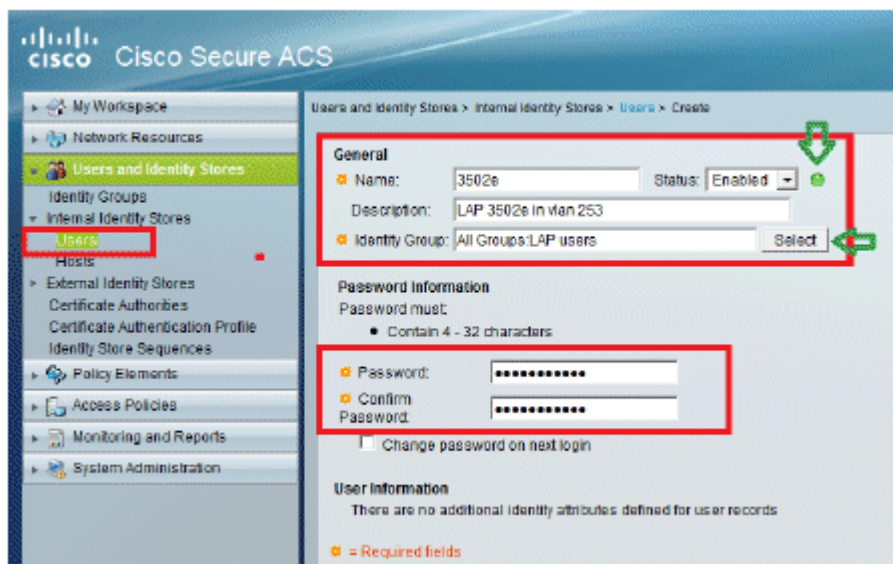 CISCO Cisco Secure ACS
My Workspace
Network Resources
Users and Identity Stores
Identity Groups
Internal Identity Stores
Users
Hosts
External Identity Stores
Certificate Authorities
Certificate Authentication Profile
Identity Store Sequences
Policy Elements
Access Policies
Monitoring and Reports
System Administration
Users and Identity Stores > Internal Identity Stores > Users > Create
General
Name: 3502e Status: Enabled
Description: LAP 3502e in vlan 253
Identity Group: All Groups:LAP users Select
Password Information
Password must:
• Contain 4 - 32 characters
Password: •••••••••••
Confirm
Password: •••••••••••
Change password on next login
User Information
There are no additional identity attributes defined for user records
= Required fields